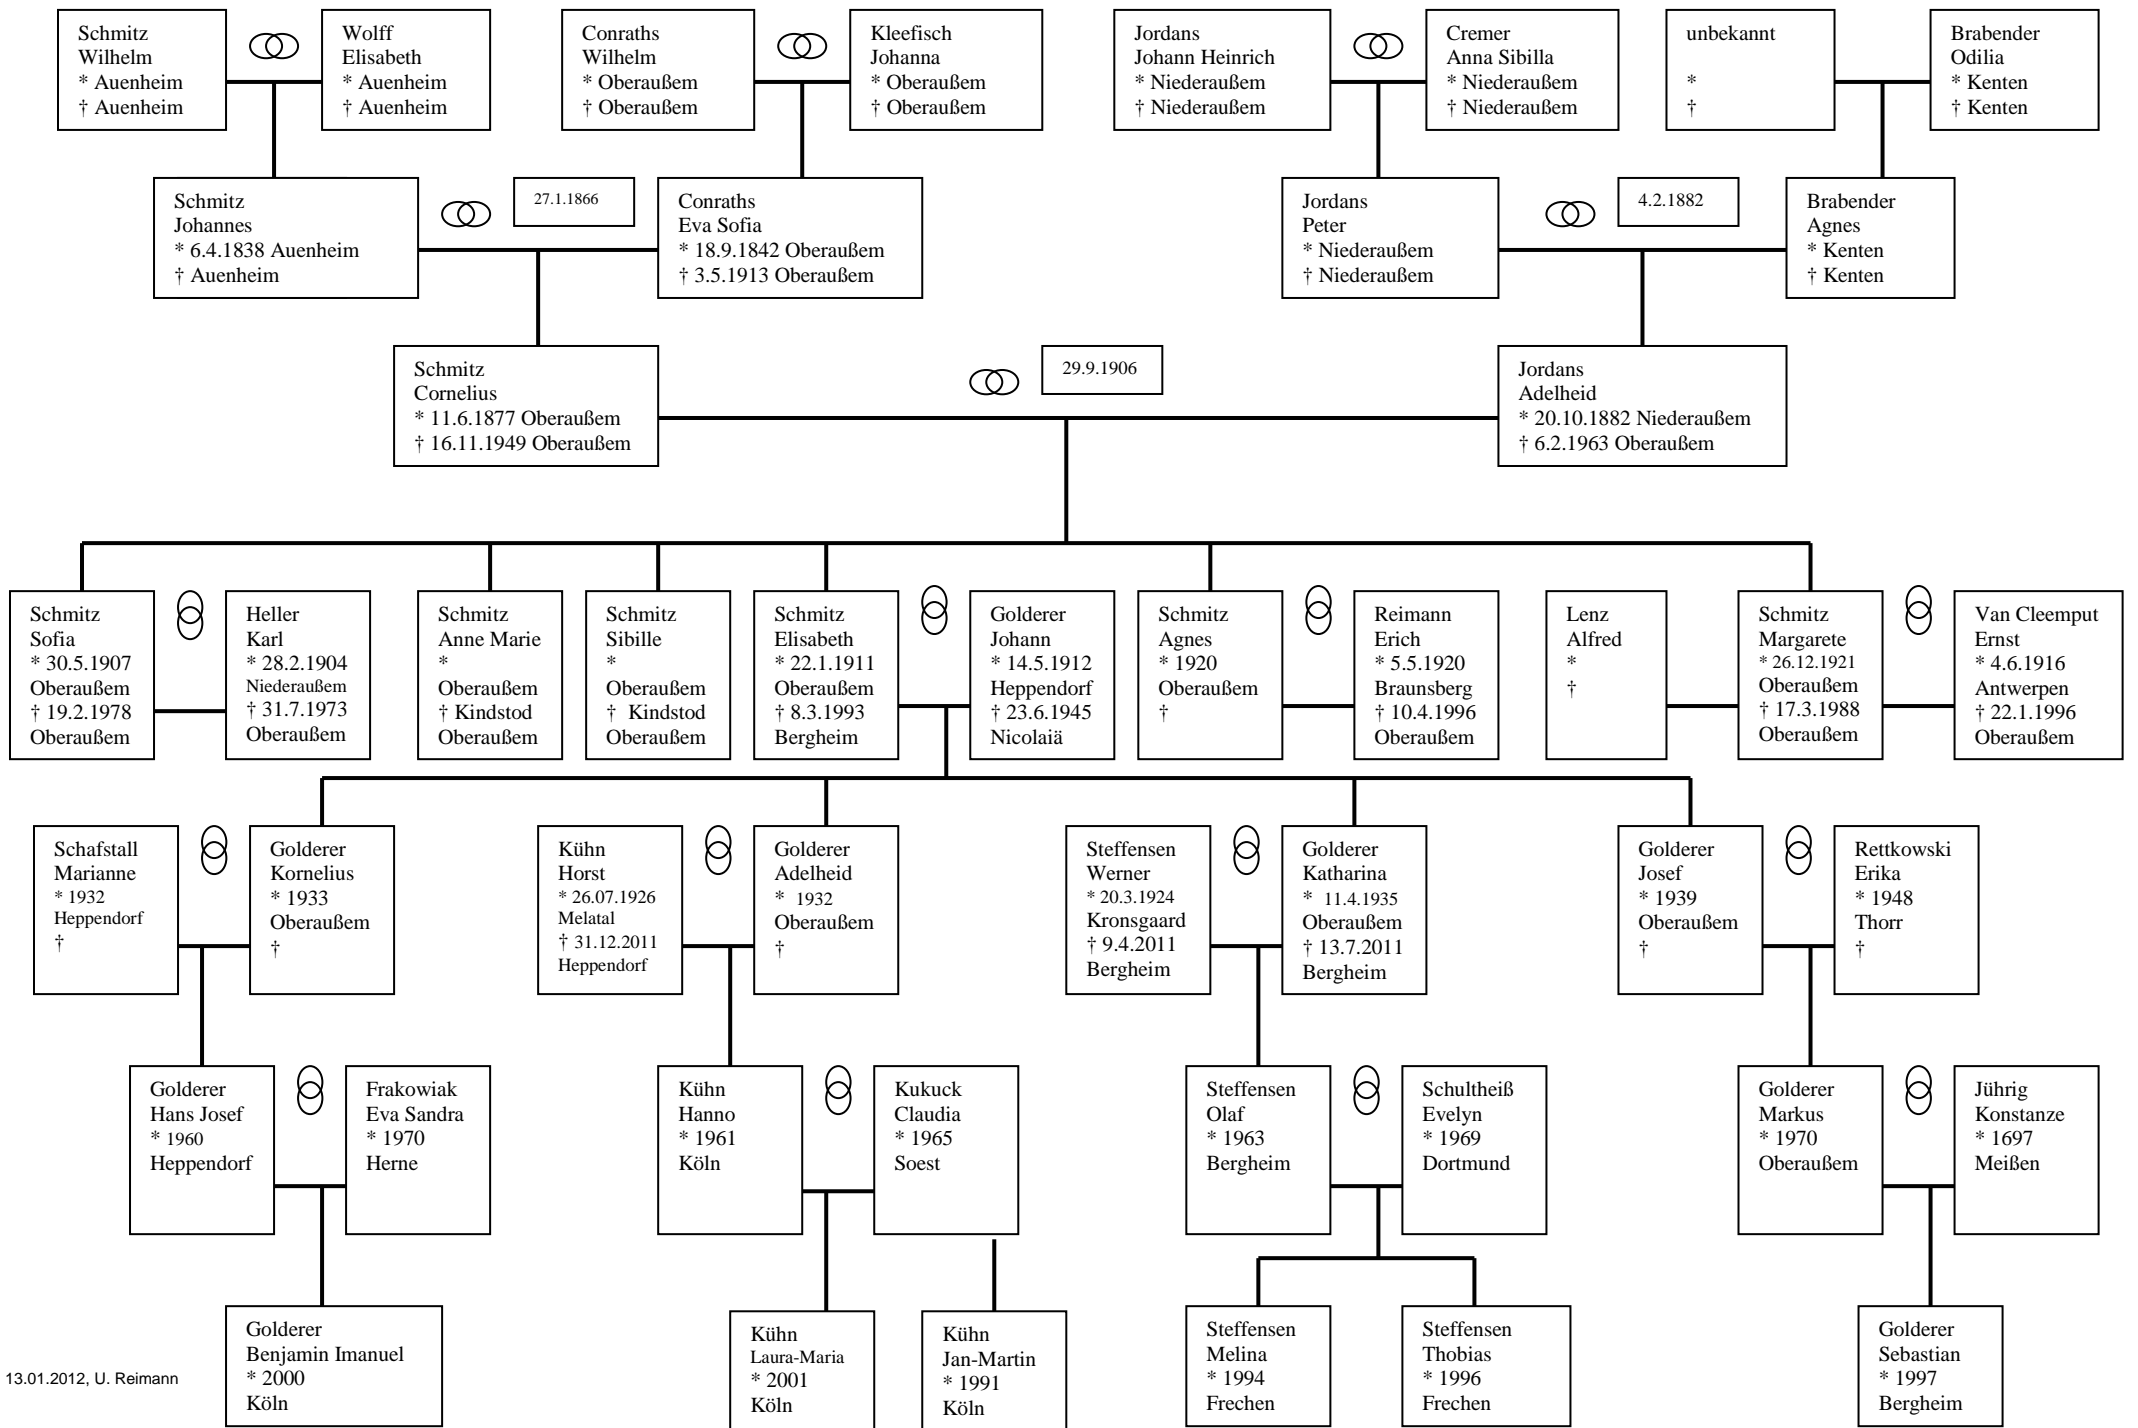 Schmitz
Wilhelm
* Auenheim
† Auenheim
Wolff
Elisabeth
* Auenheim
† Auenheim
Conraths
Wilhelm
* Oberaußem
† Oberaußem
Kleefisch
Johanna
* Oberaußem
† Oberaußem
Jordans
Johann Heinrich
* Niederaußem
† Niederaußem
Cremer
Anna Sibilla
* Niederaußem
† Niederaußem
unbekannt
*
†
Brabender
Odilia
* Kenten
† Kenten
Schmitz
Johannes
* 6.4.1838 Auenheim
† Auenheim
27.1.1866
Conraths
Eva Sofia
* 18.9.1842 Oberaußem
† 3.5.1913 Oberaußem
Jordans
Peter
* Niederaußem
† Niederaußem
4.2.1882
Brabender
Agnes
* Kenten
† Kenten
Schmitz
Cornelius
* 11.6.1877 Oberaußem
† 16.11.1949 Oberaußem
29.9.1906
Jordans
Adelheid
* 20.10.1882 Niederaußem
† 6.2.1963 Oberaußem
Schmitz
Sofia
* 30.5.1907
Oberaußem
† 19.2.1978
Oberaußem
Heller
Karl
* 28.2.1904
Niederaußem
† 31.7.1973
Oberaußem
Schmitz
Anne Marie
*
Oberaußem
† Kindstod
Oberaußem
Schmitz
Sibille
*
Oberaußem
† Kindstod
Oberaußem
Schmitz
Elisabeth
* 22.1.1911
Oberaußem
† 8.3.1993
Bergheim
Golderer
Johann
* 14.5.1912
Heppendorf
† 23.6.1945
Nicolaiä
Schmitz
Agnes
* 1920
Oberaußem
†
Reimann
Erich
* 5.5.1920
Braunsberg
† 10.4.1996
Oberaußem
Lenz
Alfred
*
†
Schmitz
Margarete
* 26.12.1921
Oberaußem
† 17.3.1988
Oberaußem
Van Cleemput
Ernst
* 4.6.1916
Antwerpen
† 22.1.1996
Oberaußem
Schafstall
Marianne
* 1932
Heppendorf
†
Golderer
Kornelius
* 1933
Oberaußem
†
Kühn
Horst
* 26.07.1926
Melatal
† 31.12.2011
Heppendorf
Golderer
Adelheid
* 1932
Oberaußem
†
Steffensen
Werner
* 20.3.1924
Kronsgaard
† 9.4.2011
Bergheim
Golderer
Katharina
* 11.4.1935
Oberaußem
† 13.7.2011
Bergheim
Golderer
Josef
* 1939
Oberaußem
†
Rettkowski
Erika
* 1948
Thorr
†
Golderer
Hans Josef
* 1960
Heppendorf
Frakowiak
Eva Sandra
* 1970
Herne
Kühn
Hanno
* 1961
Köln
Kukuck
Claudia
* 1965
Soest
Steffensen
Olaf
* 1963
Bergheim
Schultheiß
Evelyn
* 1969
Dortmund
Golderer
Markus
* 1970
Oberaußem
Jührig
Konstanze
* 1697
Meißen
Golderer
Benjamin Imanuel
* 2000
Köln
Kühn
Laura-Maria
* 2001
Köln
Kühn
Jan-Martin
* 1991
Köln
Steffensen
Melina
* 1994
Frechen
Steffensen
Thobias
* 1996
Frechen
Golderer
Sebastian
* 1997
Bergheim
13.01.2012, U. Reimann